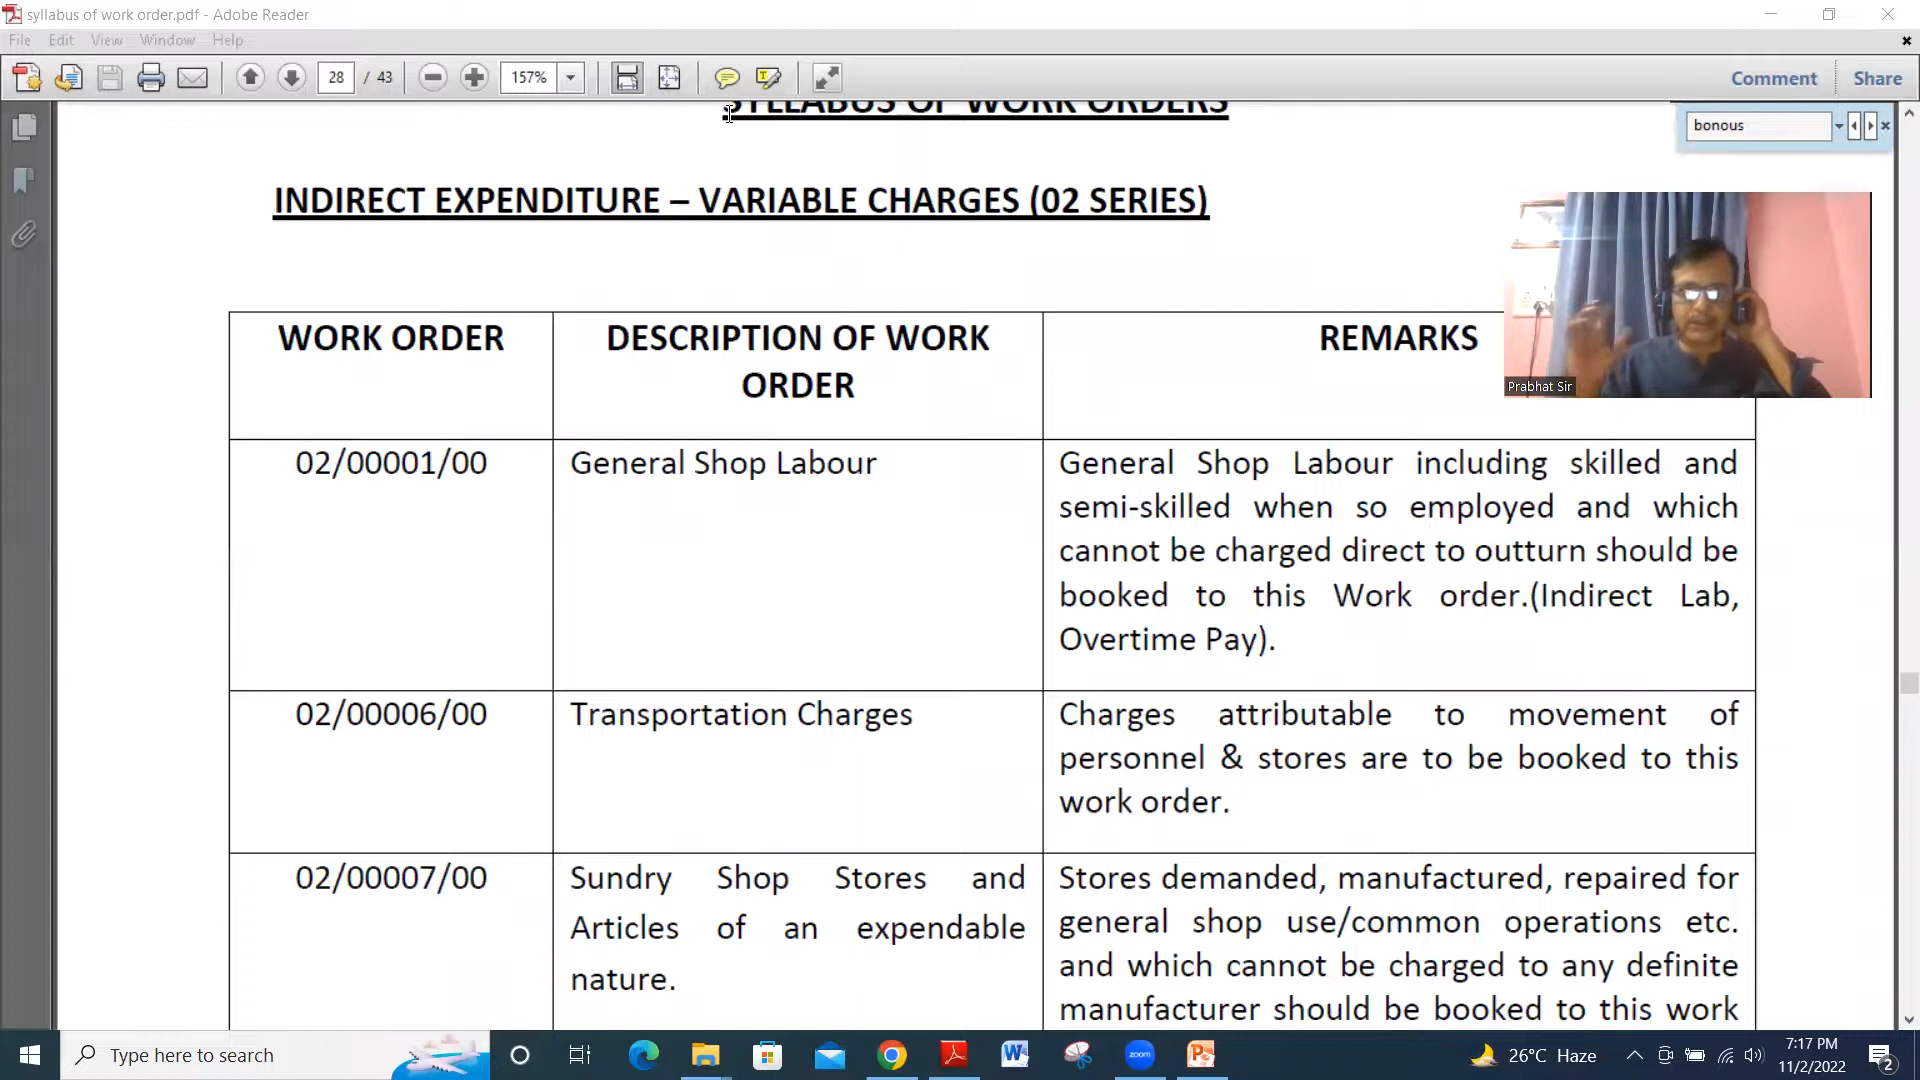 syllabus of work order.pdf - Adobe Reader
File Edit View Window Help
28 / 43 157% Comment Share
bonous
SYLLABUS OF WORK ORDERS
INDIRECT EXPENDITURE – VARIABLE CHARGES (02 SERIES)
WORK ORDER
DESCRIPTION OF WORK
ORDER
REMARKS
Prabhat Sir
02/00001/00
General Shop Labour
General Shop Labour including skilled and
semi-skilled when so employed and which
cannot be charged direct to outturn should be
booked to this Work order.(Indirect Lab,
Overtime Pay).
02/00006/00
Transportation Charges
Charges attributable to movement of
personnel & stores are to be booked to this
work order.
02/00007/00
Sundry Shop Stores and
Articles of an expendable
nature.
Stores demanded, manufactured, repaired for
general shop use/common operations etc.
and which cannot be charged to any definite
manufacturer should be booked to this work
Type here to search
zoom
26°C Haze
7:17 PM
11/2/2022
2